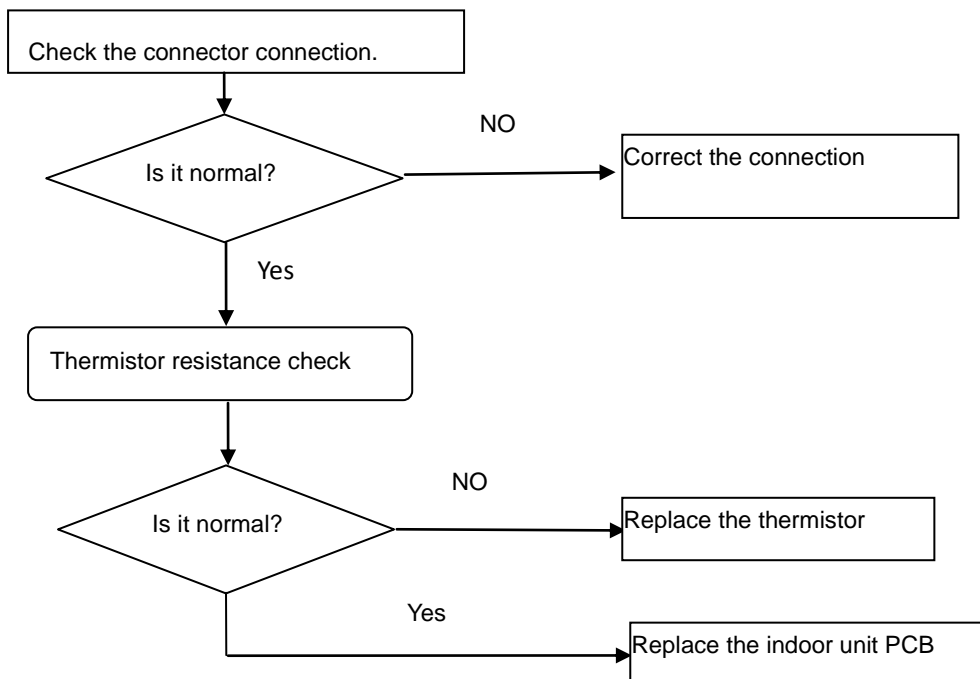 Check the connector connection.
NO
Is it normal?
Correct the connection
Yes
Thermistor resistance check
NO
Is it normal?
Replace the thermistor
Yes
Replace the indoor unit PCB